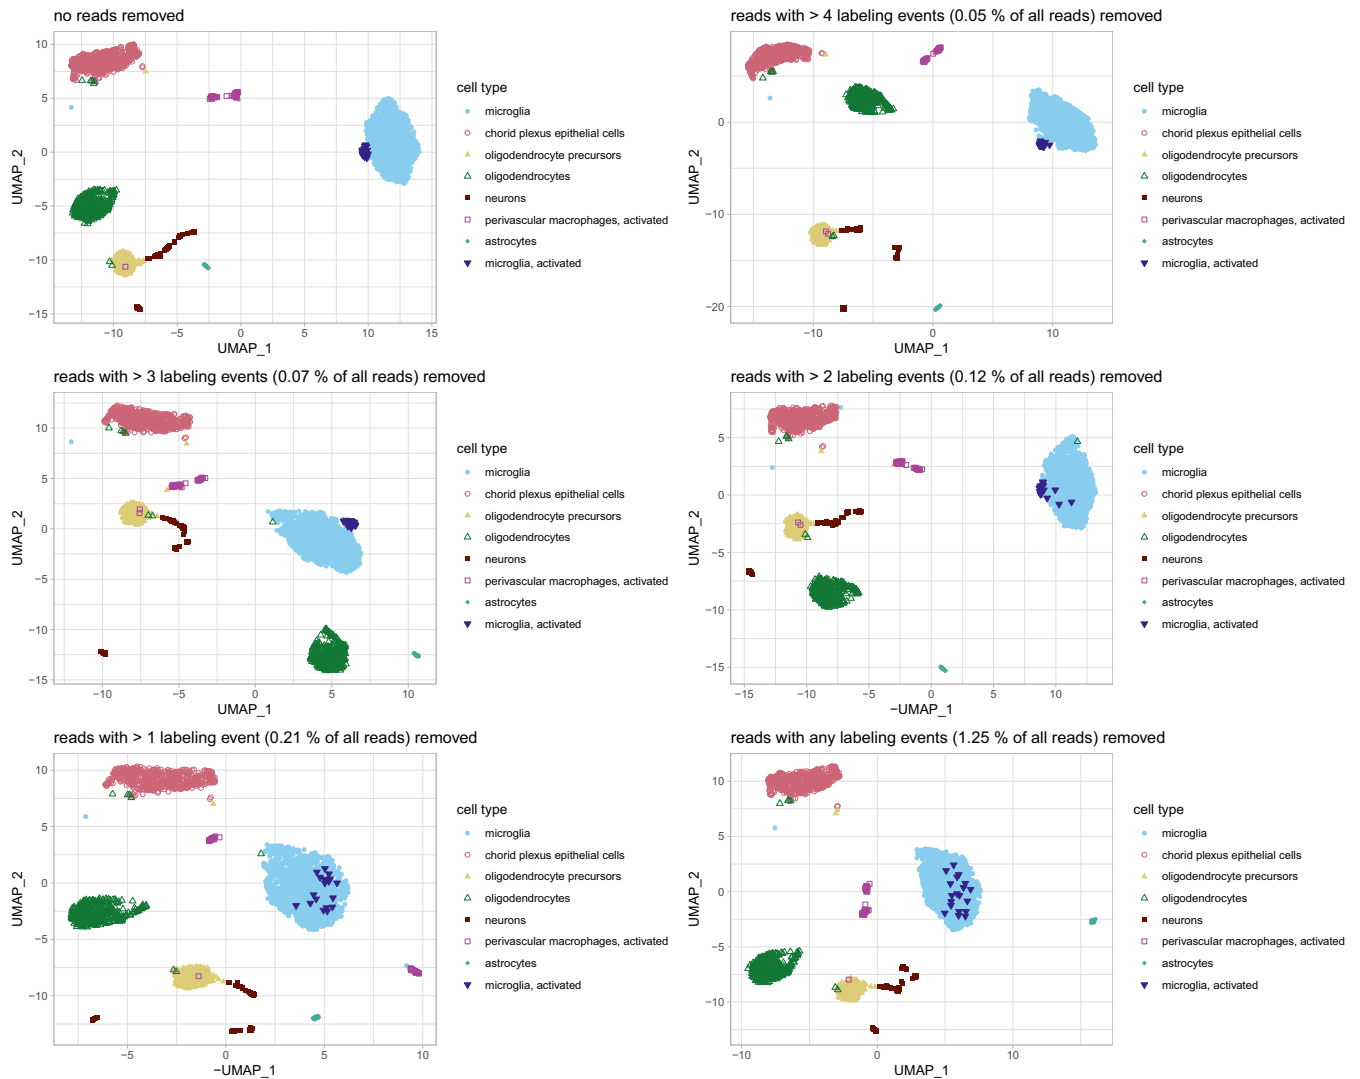 no reads removed
10
5
0
−5
−10
−15
−10
−5
0
5
10
15
UMAP_1
UMAP_2
cell type
microglia
chorid plexus epithelial cells
oligodendrocyte precursors
oligodendrocytes
neurons
perivascular macrophages, activated
astrocytes
microglia, activated
reads with > 4 labeling events (0.05 % of all reads) removed
0
−10
−20
−10
0
10
UMAP_1
UMAP_2
cell type
microglia
chorid plexus epithelial cells
oligodendrocyte precursors
oligodendrocytes
neurons
perivascular macrophages, activated
astrocytes
microglia, activated
reads with > 3 labeling events (0.07 % of all reads) removed
10
5
0
−5
−10
−15
−10
−5
0
5
10
UMAP_1
UMAP_2
cell type
microglia
chorid plexus epithelial cells
oligodendrocyte precursors
oligodendrocytes
neurons
perivascular macrophages, activated
astrocytes
microglia, activated
reads with > 2 labeling events (0.12 % of all reads) removed
5
0
−5
−10
−15
−15
−10
−5
0
5
10
−UMAP_1
UMAP_2
cell type
microglia
chorid plexus epithelial cells
oligodendrocyte precursors
oligodendrocytes
neurons
perivascular macrophages, activated
astrocytes
microglia, activated
reads with > 1 labeling event (0.21 % of all reads) removed
10
5
0
−5
−10
−5
0
5
10
−UMAP_1
UMAP_2
cell type
microglia
chorid plexus epithelial cells
oligodendrocyte precursors
oligodendrocytes
neurons
perivascular macrophages, activated
astrocytes
microglia, activated
reads with any labeling events (1.25 % of all reads) removed
10
5
0
−5
−10
−10
0
10
UMAP_1
UMAP_2
cell type
microglia
chorid plexus epithelial cells
oligodendrocyte precursors
oligodendrocytes
neurons
perivascular macrophages, activated
astrocytes
microglia, activated